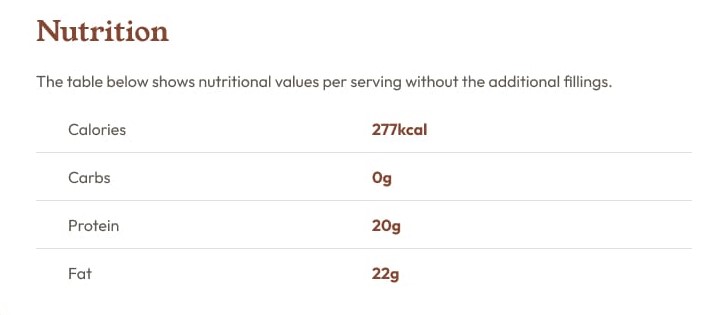 Nutrition
The table below shows nutritional values per serving without the additional fillings.
Calories 277kcal
Carbs 0g
Protein 20g
Fat 22g